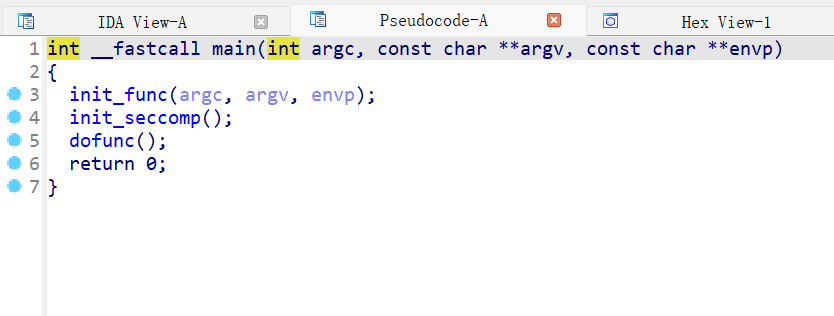 IDA View-A Pseudocode-A Hex View-1
1 int __fastcall main(int argc, const char **argv, const char **envp)
2 {
3   init_func(argc, argv, envp);
4   init_seccomp();
5   dofunc();
6   return 0;
7 }